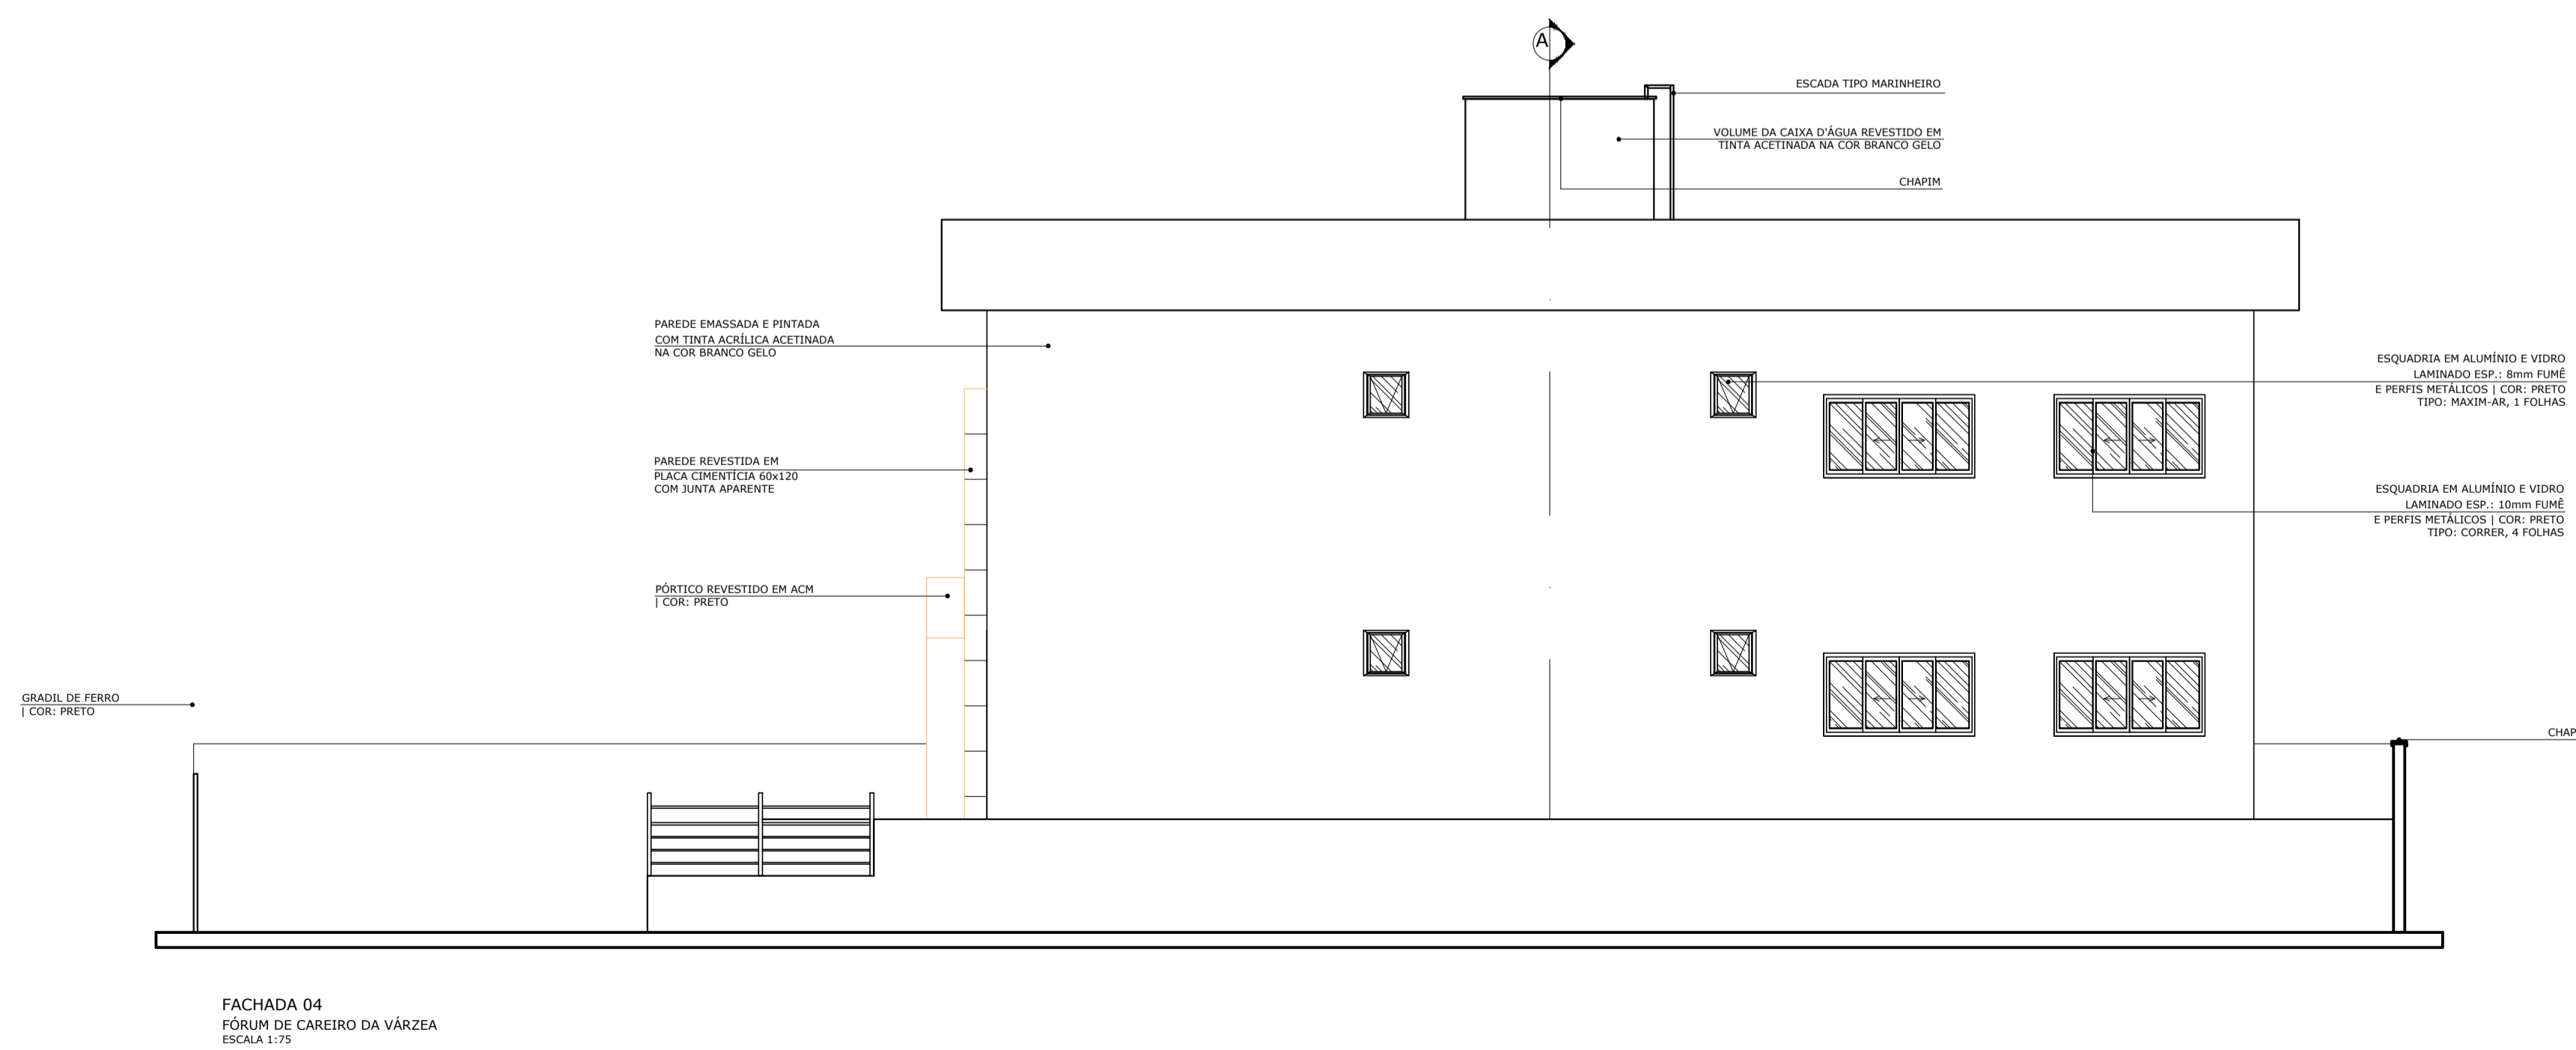 A
ESCADA TIPO MARINHEIRO
VOLUME DA CAIXA D'ÁGUA REVESTIDO EM
TINTA ACETINADA NA COR BRANCO GELO
CHAPIM
PAREDE EMASSADA E PINTADA
COM TINTA ACRÍLICA ACETINADA
NA COR BRANCO GELO
ESQUADRIA EM ALUMÍNIO E VIDRO
LAMINADO ESP.: 8mm FUMÊ
E PERFIS METÁLICOS | COR: PRETO
TIPO: MAXIM-AR, 1 FOLHAS
PAREDE REVESTIDA EM
PLACA CIMENTÍCIA 60x120
COM JUNTA APARENTE
ESQUADRIA EM ALUMÍNIO E VIDRO
LAMINADO ESP.: 10mm FUMÊ
E PERFIS METÁLICOS | COR: PRETO
TIPO: CORRER, 4 FOLHAS
PÓRTICO REVESTIDO EM ACM
| COR: PRETO
GRADIL DE FERRO
| COR: PRETO
CHAP
FACHADA 04
FÓRUM DE CAREIRO DA VÁRZEA
ESCALA 1:75